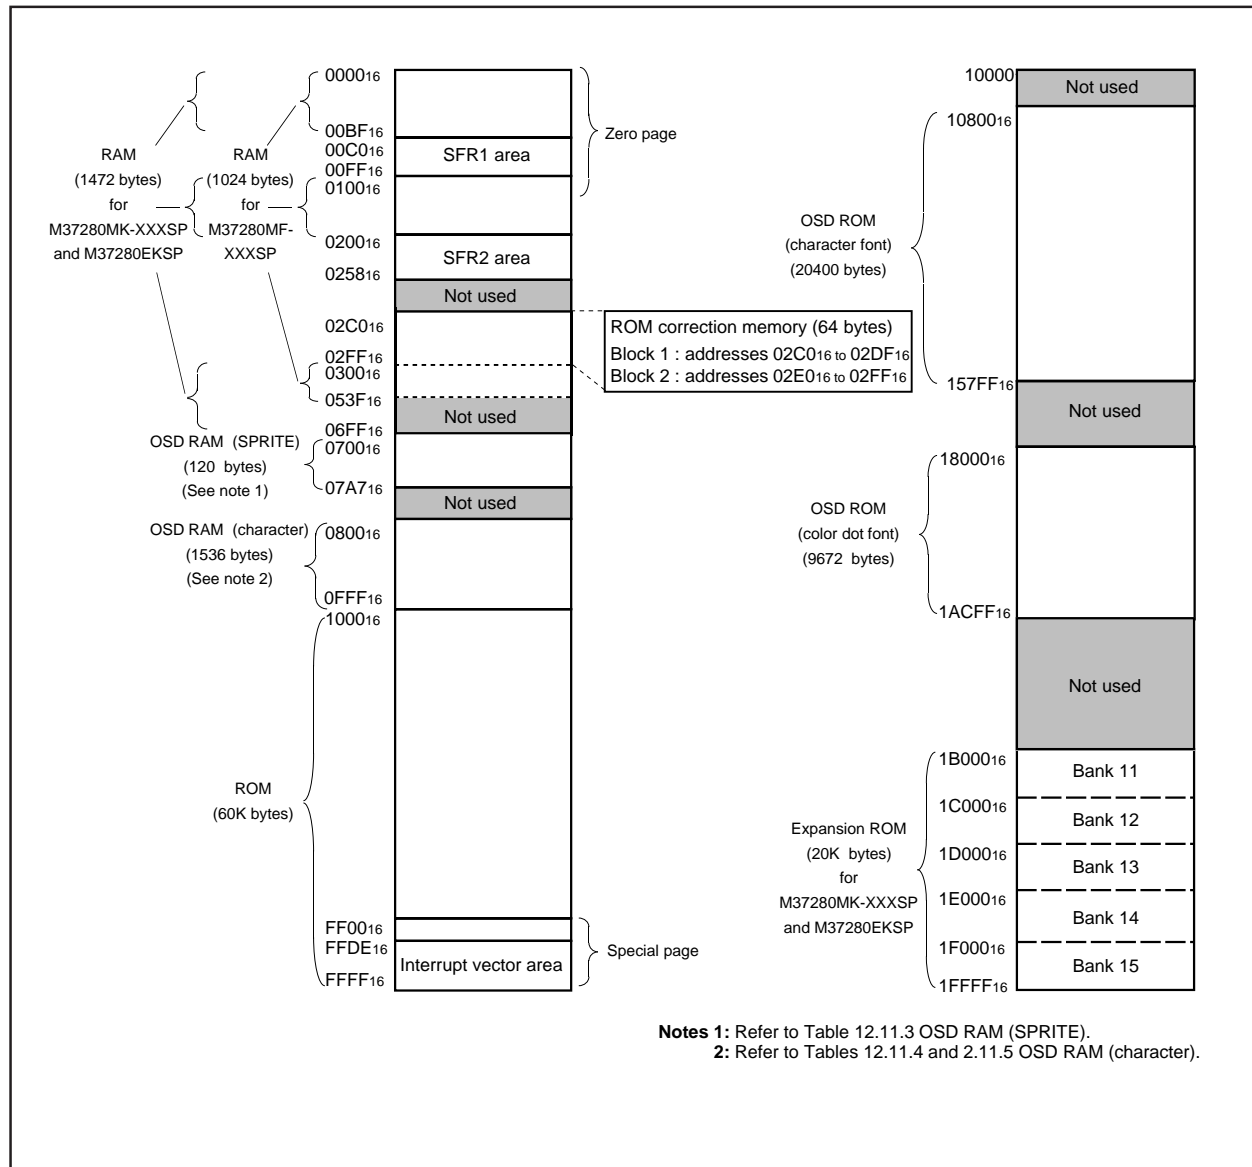 0000₁₆
00BF₁₆
00C0₁₆
00FF₁₆
0100₁₆
0200₁₆
0258₁₆
02C0₁₆
02FF₁₆
0300₁₆
053F₁₆
06FF₁₆
0700₁₆
07A7₁₆
0800₁₆
0FFF₁₆
1000₁₆
FF00₁₆
FFDE₁₆
FFFF₁₆
RAM
(1472 bytes)
for
M37280MK-XXXSP
and M37280EKSP
RAM
(1024 bytes)
for
M37280MF-
XXXSP
OSD RAM (SPRITE)
(120 bytes)
(See note 1)
OSD RAM (character)
(1536 bytes)
(See note 2)
ROM
(60K bytes)
SFR1 area
SFR2 area
Not used
Not used
Not used
Interrupt vector area
Zero page
Special page
ROM correction memory (64 bytes)
Block 1 : addresses 02C0₁₆ to 02DF₁₆
Block 2 : addresses 02E0₁₆ to 02FF₁₆
10000
10800₁₆
157FF₁₆
18000₁₆
1ACFF₁₆
1B000₁₆
1C000₁₆
1D000₁₆
1E000₁₆
1F000₁₆
1FFFF₁₆
OSD ROM
(character font)
(20400 bytes)
OSD ROM
(color dot font)
(9672 bytes)
Expansion ROM
(20K bytes)
for
M37280MK-XXXSP
and M37280EKSP
Not used
Not used
Not used
Bank 11
Bank 12
Bank 13
Bank 14
Bank 15
Notes 1: Refer to Table 12.11.3 OSD RAM (SPRITE).
2: Refer to Tables 12.11.4 and 2.11.5 OSD RAM (character).